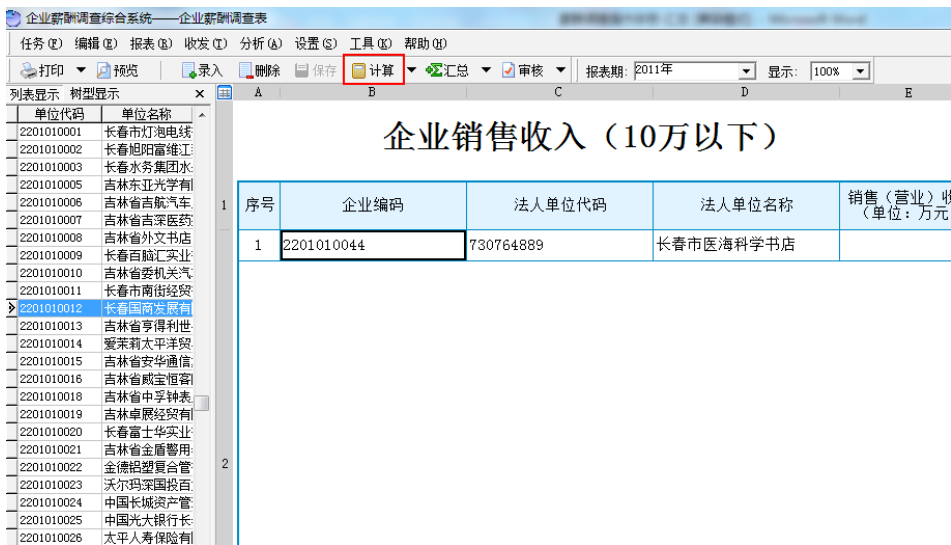 企业薪酬调查综合系统——企业薪酬调查表
任务(F) 编辑(E) 报表(R) 收发(T) 分析(A) 设置(S) 工具(K) 帮助(H)
打印 预览 录入 删除 保存 计算 汇总 审核 报表期: 2011年 显示: 100%
列表显示 树型显示 × A B C D E
单位代码 单位名称
2201010001 长春市灯泡电线
2201010002 长春旭阳富维江
2201010003 长春水务集团水
2201010005 吉林东亚光学有
2201010006 吉林省吉航汽车
2201010007 吉林省吉深医药
2201010008 吉林省外文书店
2201010009 长春百脑汇实业
2201010010 吉林省委机关汽
2201010011 长春市南街经贸
2201010012 长春国商发展有
2201010013 吉林省亨得利世
2201010014 爱茉莉太平洋贸
2201010015 吉林省安华通信
2201010016 吉林省威宝恒客
2201010018 吉林省中孚钟表
2201010019 吉林卓展经贸有
2201010020 长春富士华实业
2201010021 吉林省金盾警用
2201010022 金德铝塑复合管
2201010023 沃尔玛深国投百
2201010024 中国长城资产管
2201010025 中国光大银行长
2201010026 太平人寿保险有
企业销售收入（10万以下）
1 序号 企业编码 法人单位代码 法人单位名称 销售（营业）收
（单位：万元
1 2201010044 730764889 长春市医海科学书店
2